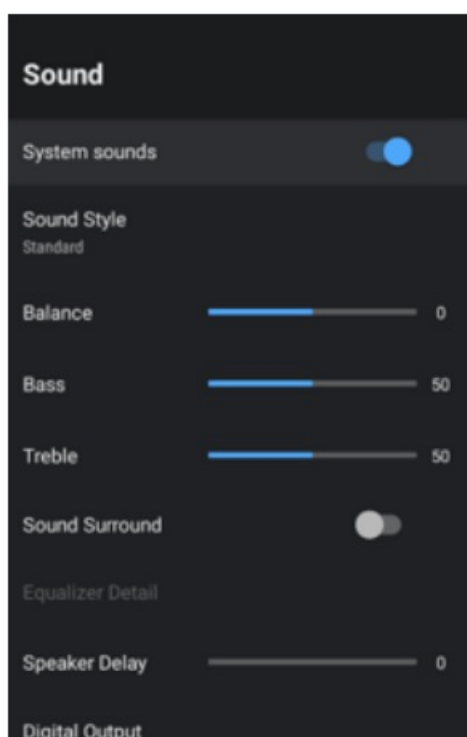 Sound
System sounds
Sound Style
Standard
Balance 0
Bass 50
Treble 50
Sound Surround
Equalizer Detail
Speaker Delay 0
Digital Output